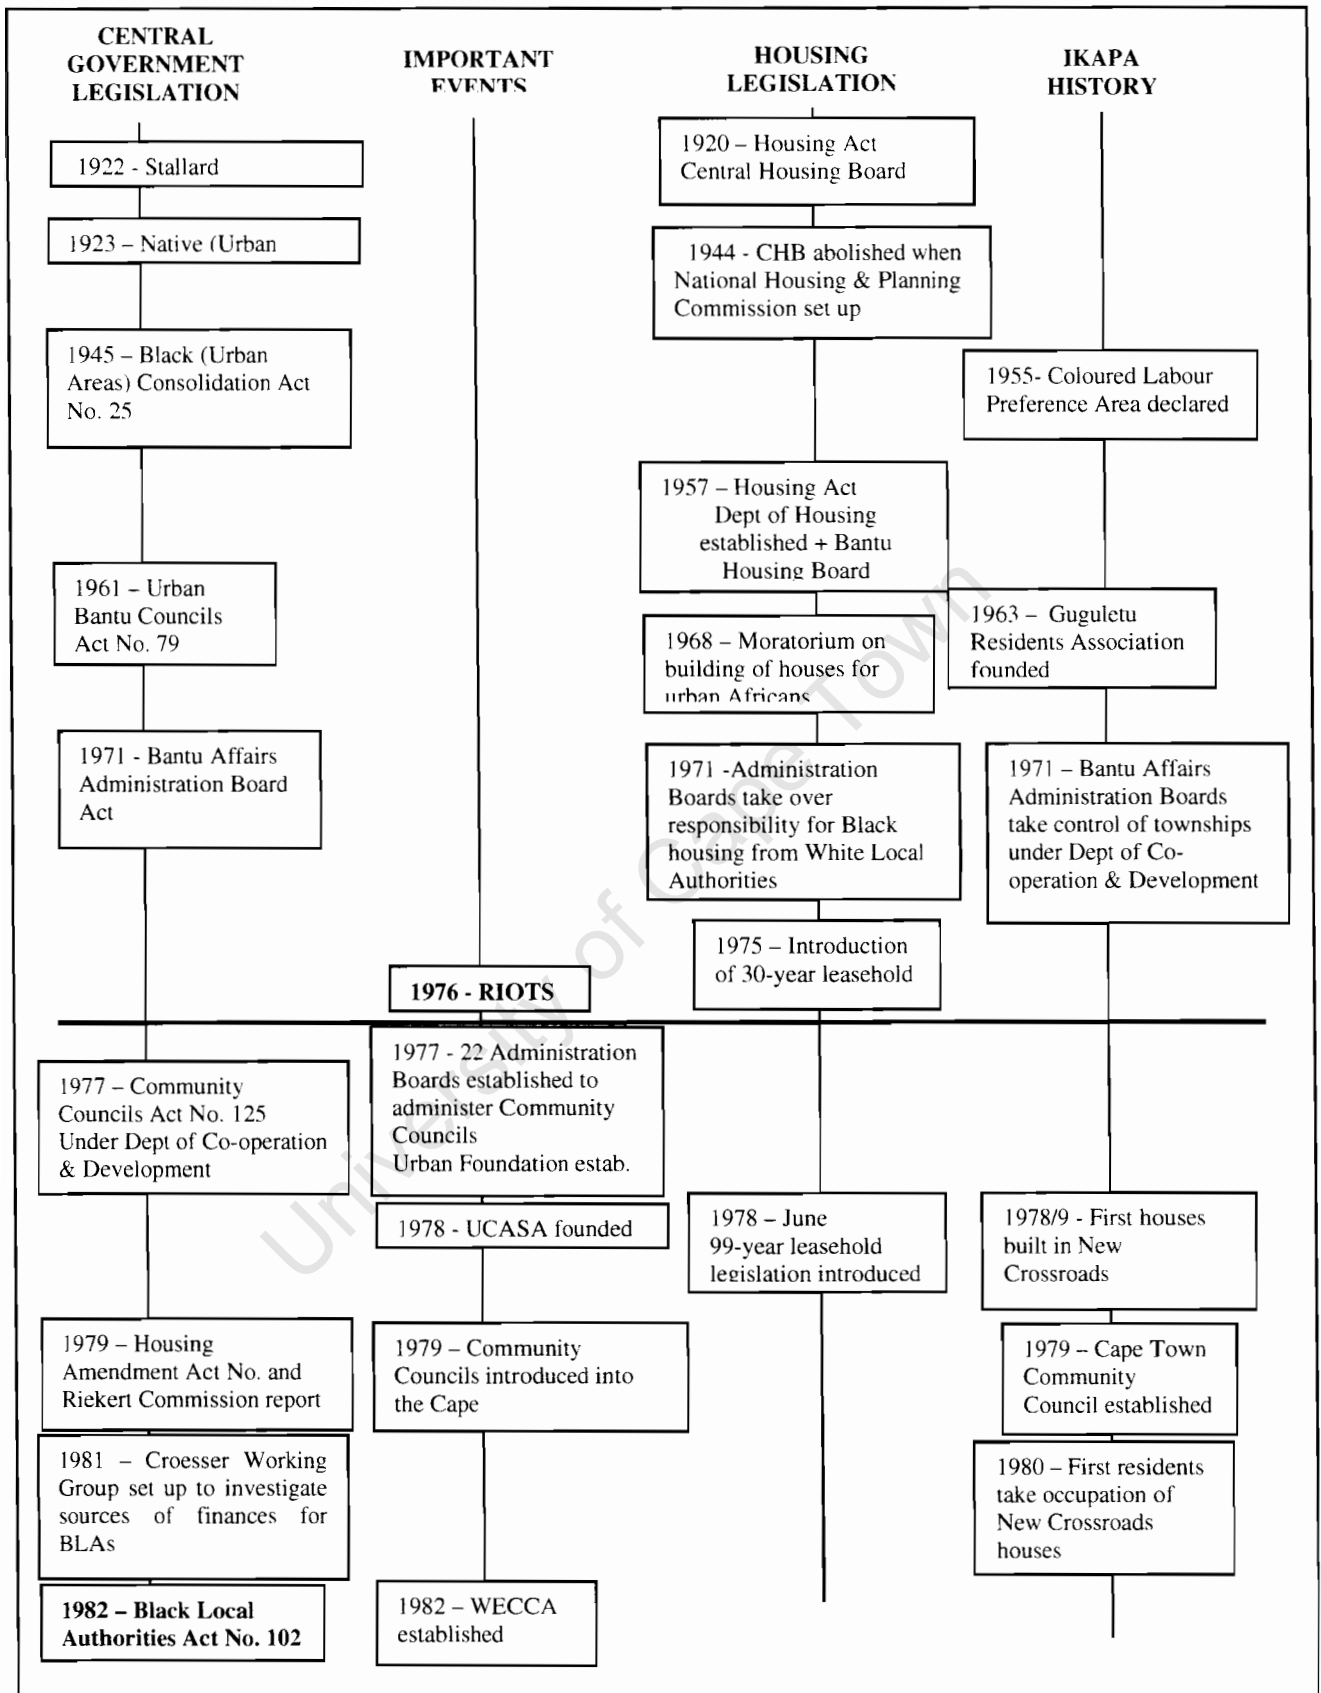 CENTRAL
GOVERNMENT
LEGISLATION
1922 - Stallard
1923 – Native (Urban
1945 – Black (Urban
Areas) Consolidation Act
No. 25
1961 – Urban
Bantu Councils
Act No. 79
1971 - Bantu Affairs
Administration Board
Act
1977 – Community
Councils Act No. 125
Under Dept of Co-operation
& Development
1979 – Housing
Amendment Act No. and
Riekert Commission report
1981 – Croesser Working
Group set up to investigate
sources of finances for
BLAs
1982 – Black Local
Authorities Act No. 102
IMPORTANT
EVENTS
1976 - RIOTS
1977 - 22 Administration
Boards established to
administer Community
Councils
Urban Foundation estab.
1978 - UCASA founded
1979 – Community
Councils introduced into
the Cape
1982 – WECCA
established
HOUSING
LEGISLATION
1920 – Housing Act
Central Housing Board
1944 - CHB abolished when
National Housing & Planning
Commission set up
1957 – Housing Act
Dept of Housing
established + Bantu
Housing Board
1968 – Moratorium on
building of houses for
urban Africans
1971 -Administration
Boards take over
responsibility for Black
housing from White Local
Authorities
1975 – Introduction
of 30-year leasehold
1978 – June
99-year leasehold
legislation introduced
IKAPA
HISTORY
1955- Coloured Labour
Preference Area declared
1963 – Guguletu
Residents Association
founded
1971 – Bantu Affairs
Administration Boards
take control of townships
under Dept of Co-
operation & Development
1978/9 - First houses
built in New
Crossroads
1979 – Cape Town
Community
Council established
1980 – First residents
take occupation of
New Crossroads
houses
University of Cape Town